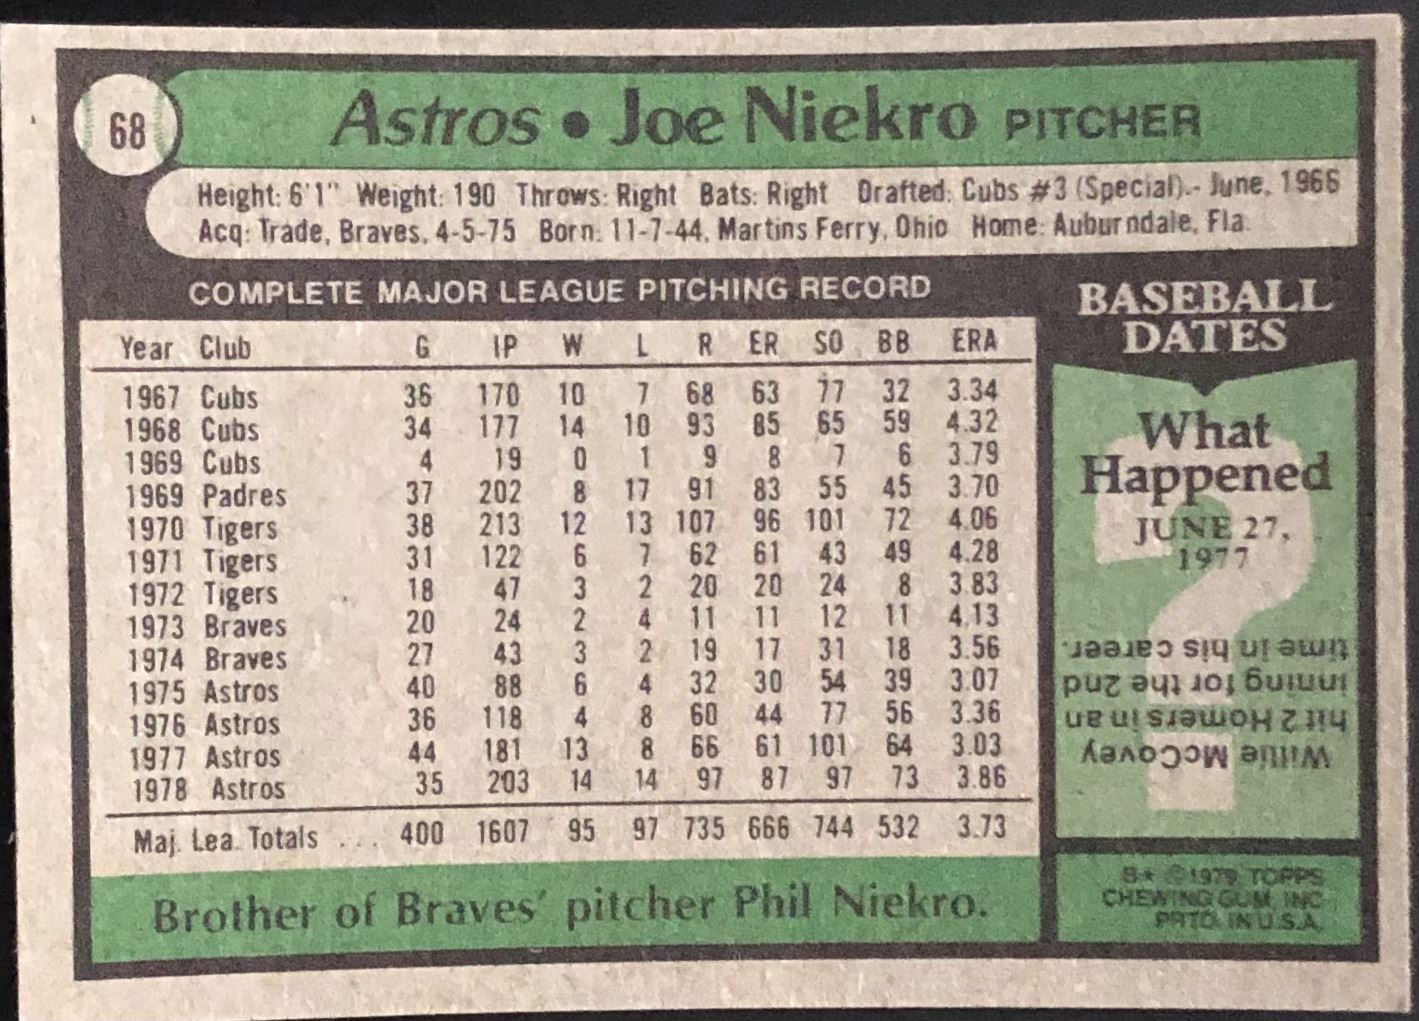 68
Astros • Joe Niekro PITCHER
Height: 6'1" Weight: 190 Throws: Right Bats: Right Drafted: Cubs #3 (Special).- June, 1966
Acq: Trade, Braves, 4-5-75 Born: 11-7-44, Martins Ferry, Ohio Home: Auburndale, Fla.
COMPLETE MAJOR LEAGUE PITCHING RECORD
Year Club G IP W L R ER SO BB ERA
1967 Cubs 36 170 10 7 68 63 77 32 3.34
1968 Cubs 34 177 14 10 93 85 65 59 4.32
1969 Cubs 4 19 0 1 9 8 7 6 3.79
1969 Padres 37 202 8 17 91 83 55 45 3.70
1970 Tigers 38 213 12 13 107 96 101 72 4.06
1971 Tigers 31 122 6 7 62 61 43 49 4.28
1972 Tigers 18 47 3 2 20 20 24 8 3.83
1973 Braves 20 24 2 4 11 11 12 11 4.13
1974 Braves 27 43 3 2 19 17 31 18 3.56
1975 Astros 40 88 6 4 32 30 54 39 3.07
1976 Astros 36 118 4 8 60 44 77 56 3.36
1977 Astros 44 181 13 8 66 61 101 64 3.03
1978 Astros 35 203 14 14 97 87 97 73 3.86
Maj. Lea. Totals ... 400 1607 95 97 735 666 744 532 3.73
Brother of Braves' pitcher Phil Niekro.
BASEBALL
DATES
What
Happened
JUNE 27,
1977
Willie McCovey
hit 2 Homers in an
inning for the 2nd
time in his career.
B* ©1979 TOPPS
CHEWING GUM, INC
PRTD. IN U.S.A.